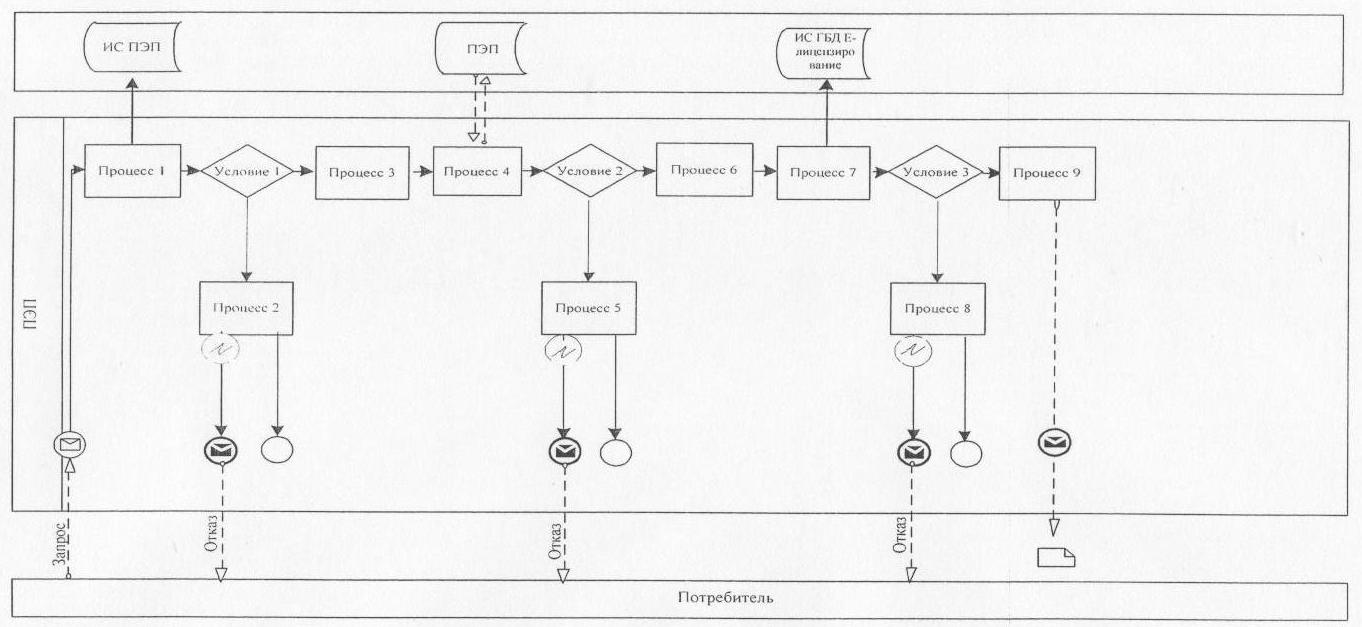 ИС ПЭП
ПЭП
ИС ГБД Е-
лицензиро
вание
Процесс 1
Условие 1
Процесс 3
Процесс 4
Условие 2
Процесс 6
Процесс 7
Условие 3
Процесс 9
Процесс 2
Процесс 5
Процесс 8
ПЭП
Запрос
Отказ
Отказ
Отказ
Потребитель